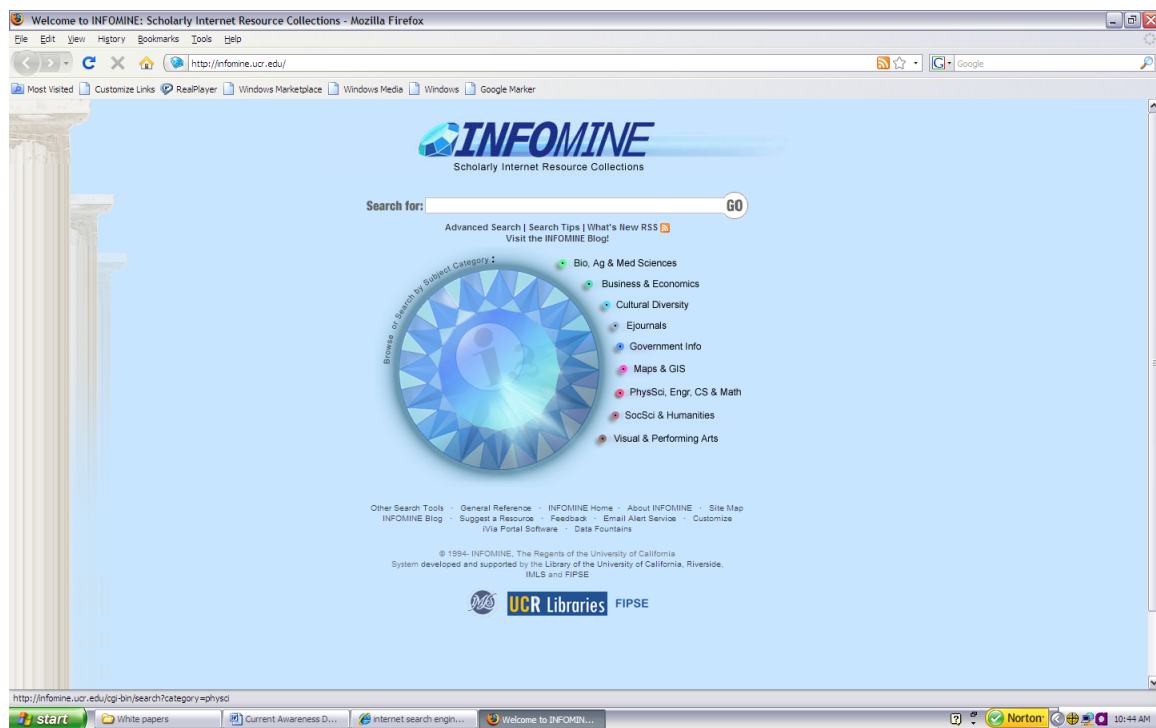 Welcome to INFOMINE: Scholarly Internet Resource Collections - Mozilla Firefox
File Edit View History Bookmarks Tools Help
http://infomine.ucr.edu/ G Google
Most Visited Customize Links RealPlayer Windows Marketplace Windows Media Windows Google Marker
INFOMINE
Scholarly Internet Resource Collections
Search for: GO
Advanced Search | Search Tips | What's New RSS
Visit the INFOMINE Blog!
Browse or Search by Subject Category :
Bio, Ag & Med Sciences
Business & Economics
Cultural Diversity
Ejournals
Government Info
Maps & GIS
PhysSci, Engr, CS & Math
SocSci & Humanities
Visual & Performing Arts
Other Search Tools · General Reference · INFOMINE Home · About INFOMINE · Site Map
INFOMINE Blog · Suggest a Resource · Feedback · Email Alert Service · Customize
iVia Portal Software · Data Fountains
© 1994- INFOMINE, The Regents of the University of California
System developed and supported by the Library of the University of California, Riverside,
IMLS and FIPSE
UCR Libraries FIPSE
http://infomine.ucr.edu/cgi-bin/search?category=physci
start White papers Current Awareness D... internet search engin... Welcome to INFOMIN... Norton 10:44 AM